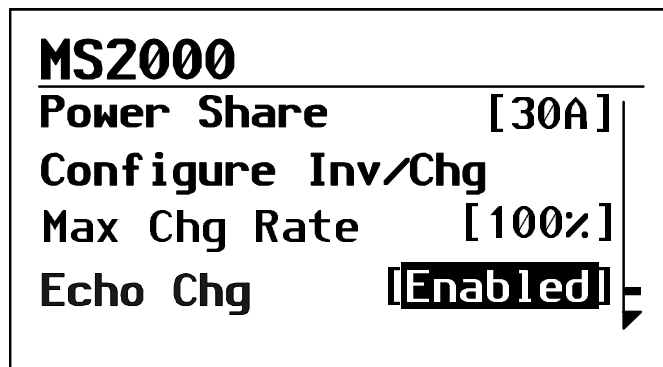 MS2000
Power Share [30A]
Configure Inv/Chg
Max Chg Rate [100%]
Echo Chg [Enabled]